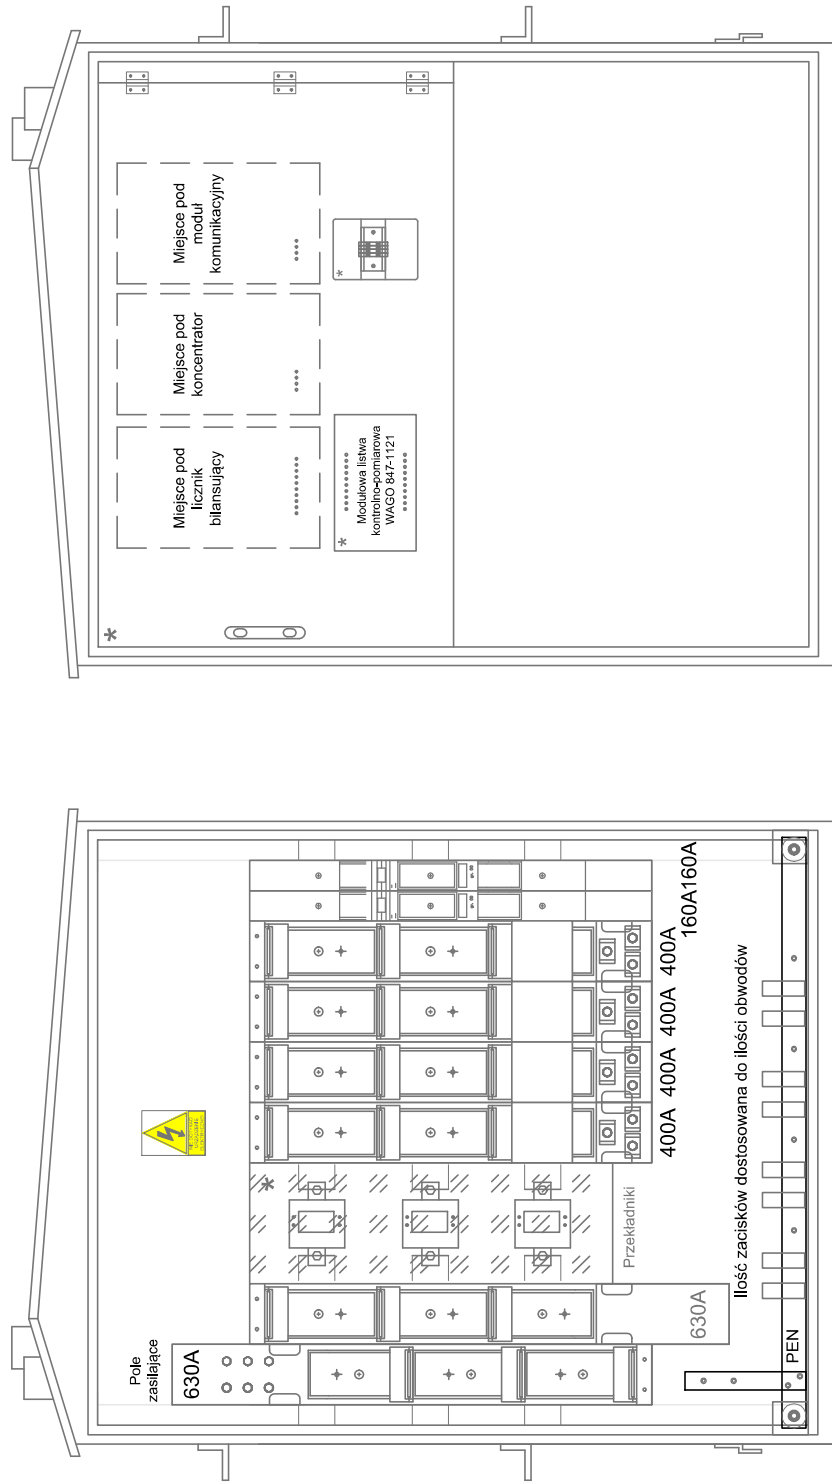 Pole
zasilające
630A
630A
Przekładniki
400A
400A
400A
400A
160A
160A
Ilość zacisków dostosowana do ilości obwodów
PEN
Miejsce pod
licznik
bilansujący
Miejsce pod
koncentrator
Miejsce pod
moduł
komunikacyjny
*
Modułowa listwa
kontrolno-pomiarowa
WAGO 847-1121